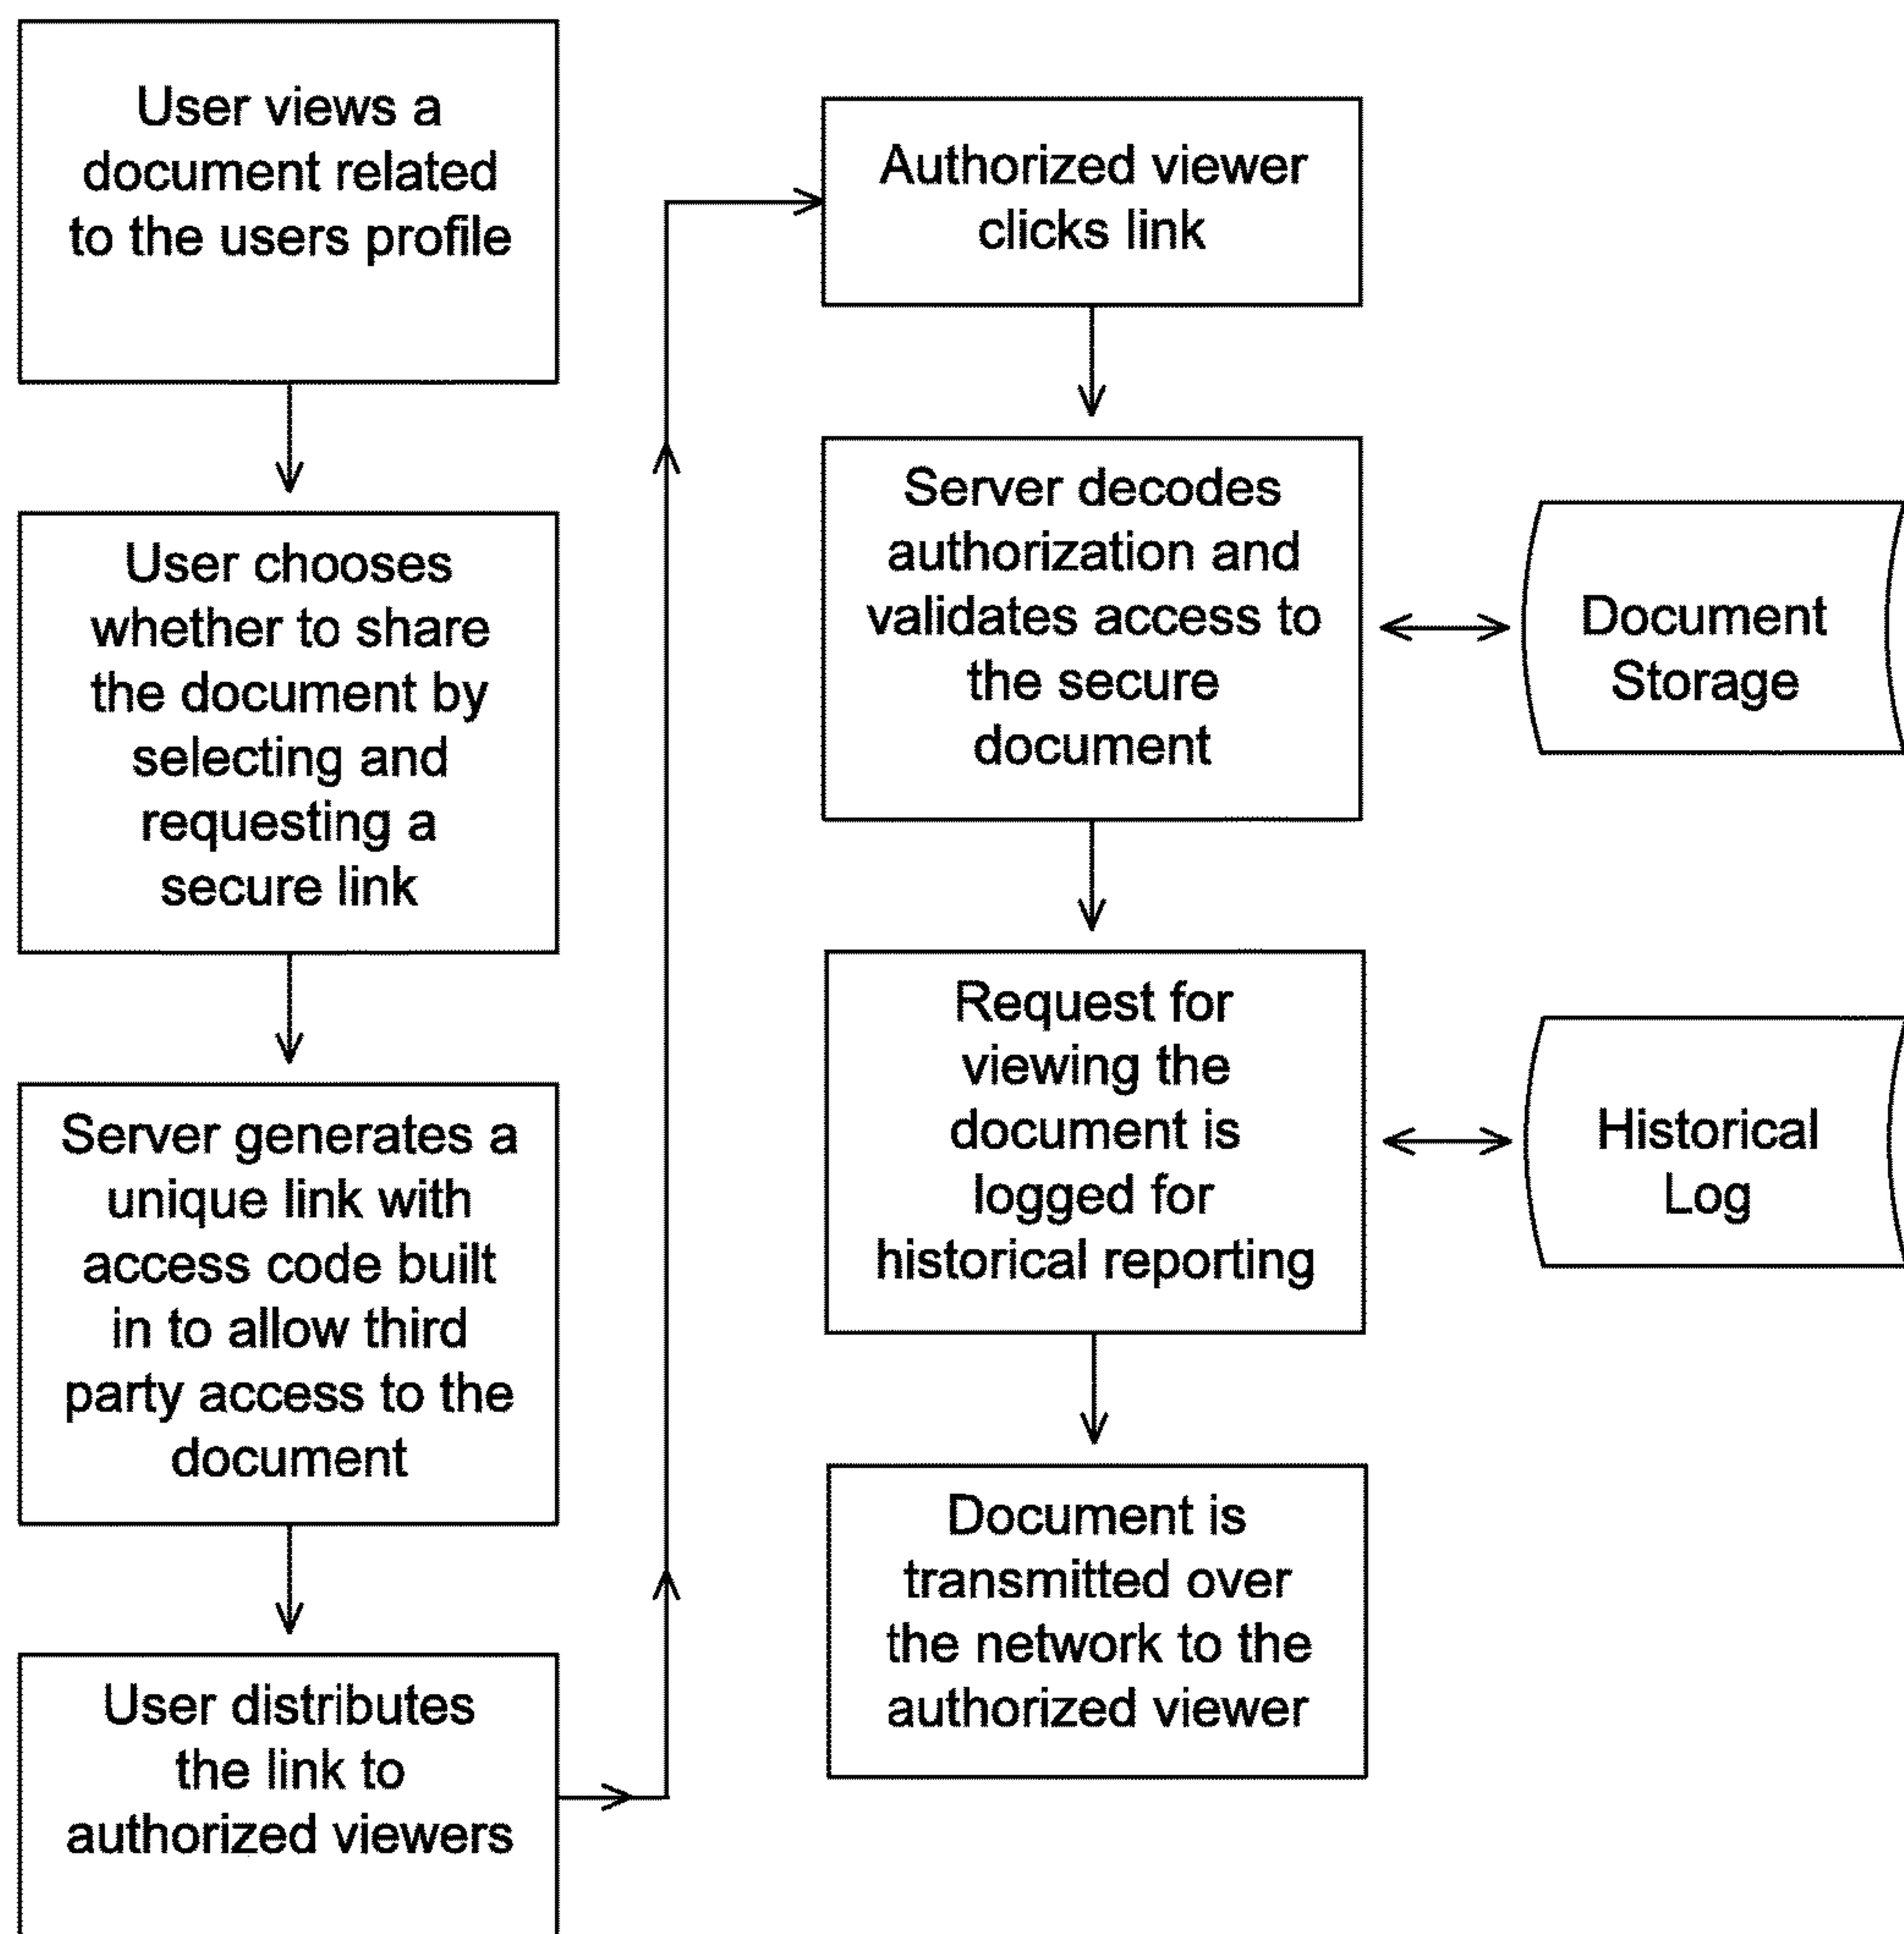 User views a
document related
to the users profile
User chooses
whether to share
the document by
selecting and
requesting a
secure link
Server generates a
unique link with
access code built
in to allow third
party access to the
document
User distributes
the link to
authorized viewers
Authorized viewer
clicks link
Server decodes
authorization and
validates access to
the secure
document
Document
Storage
Request for
viewing the
document is
logged for
historical reporting
Historical
Log
Document is
transmitted over
the network to the
authorized viewer